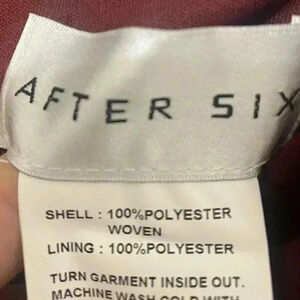 AFTER SIX
SHELL : 100%POLYESTER
WOVEN
LINING : 100%POLYESTER
TURN GARMENT INSIDE OUT.
MACHINE WASH COLD WITH